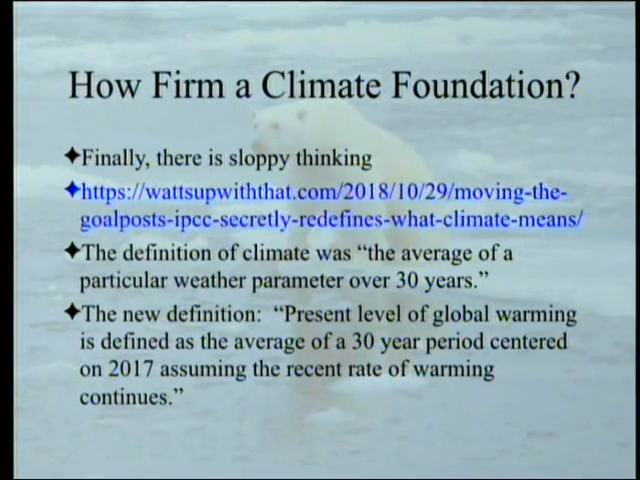 How Firm a Climate Foundation?
✦Finally, there is sloppy thinking
✦https://wattsupwiththat.com/2018/10/29/moving-the-
goalposts-ipcc-secretly-redefines-what-climate-means/
✦The definition of climate was “the average of a
particular weather parameter over 30 years.”
✦The new definition: “Present level of global warming
is defined as the average of a 30 year period centered
on 2017 assuming the recent rate of warming
continues.”